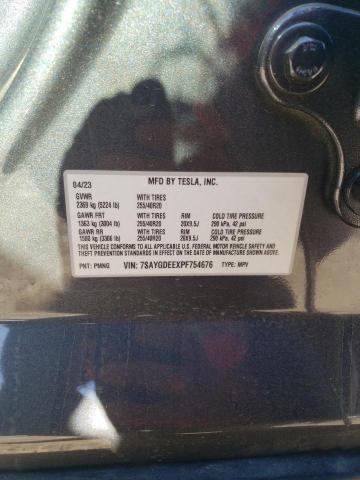 04/23 MFD BY TESLA, INC.
GVWR WITH TIRES
2369 kg (5224 lb) 255/40R20
GAWR FRT WITH TIRES RIM COLD TIRE PRESSURE
1363 kg (3004 lb) 255/40R20 20X9.5J 290 kPa, 42 psi
GAWR RR WITH TIRES RIM COLD TIRE PRESSURE
255/40R20 20X9.5J 290 kPa, 42 psi
THIS VEHICLE CONFORMS TO ALL APPLICABLE U.S. FEDERAL MOTOR VEHICLE SAFETY
AND THEFT PREVENTION STANDARDS IN EFFECT ON THE DATE OF MANUFACTURE SHOWN ABOVE.
PNT: PMNG VIN: 7SAYGDEEXPF754676 TYPE: MPV